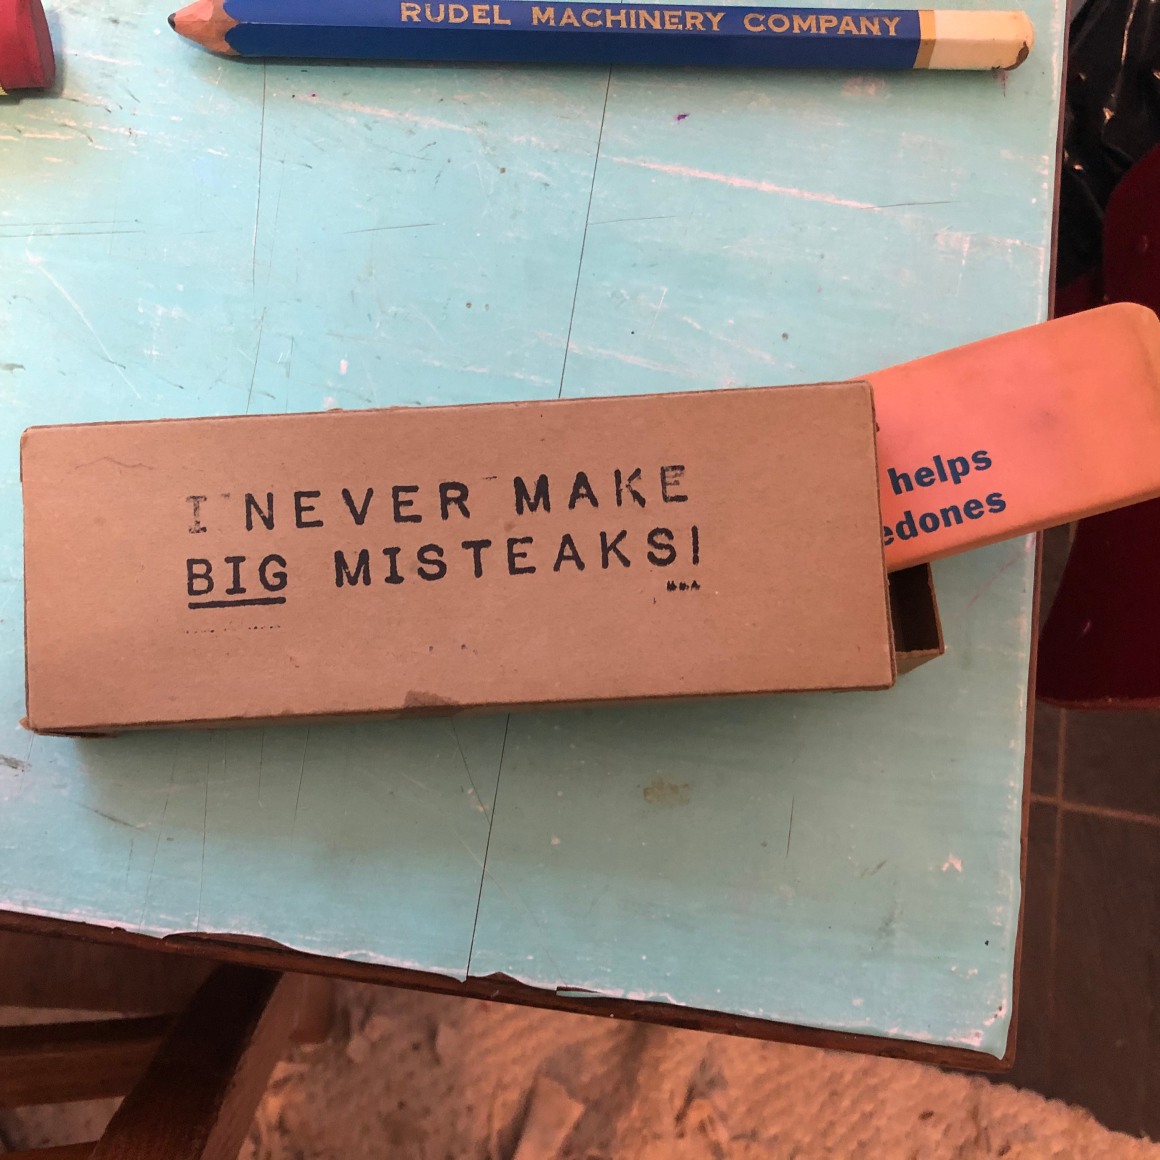 RUDEL MACHINERY COMPANY
I NEVER MAKE
BIG MISTEAKS!
helps
edones